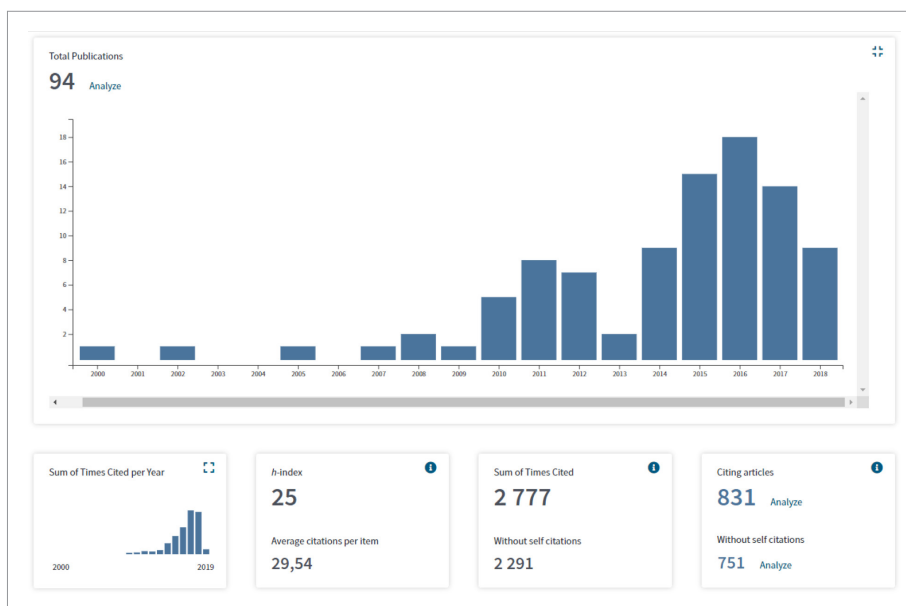 Total Publications
94 Analyze
18
16
14
12
10
8
6
4
2
2000 2001 2002 2003 2004 2005 2006 2007 2008 2009 2010 2011 2012 2013 2014 2015 2016 2017 2018
Sum of Times Cited per Year
2000 2019
h-index
25
Average citations per item
29,54
Sum of Times Cited
2 777
Without self citations
2 291
Citing articles
831 Analyze
Without self citations
751 Analyze